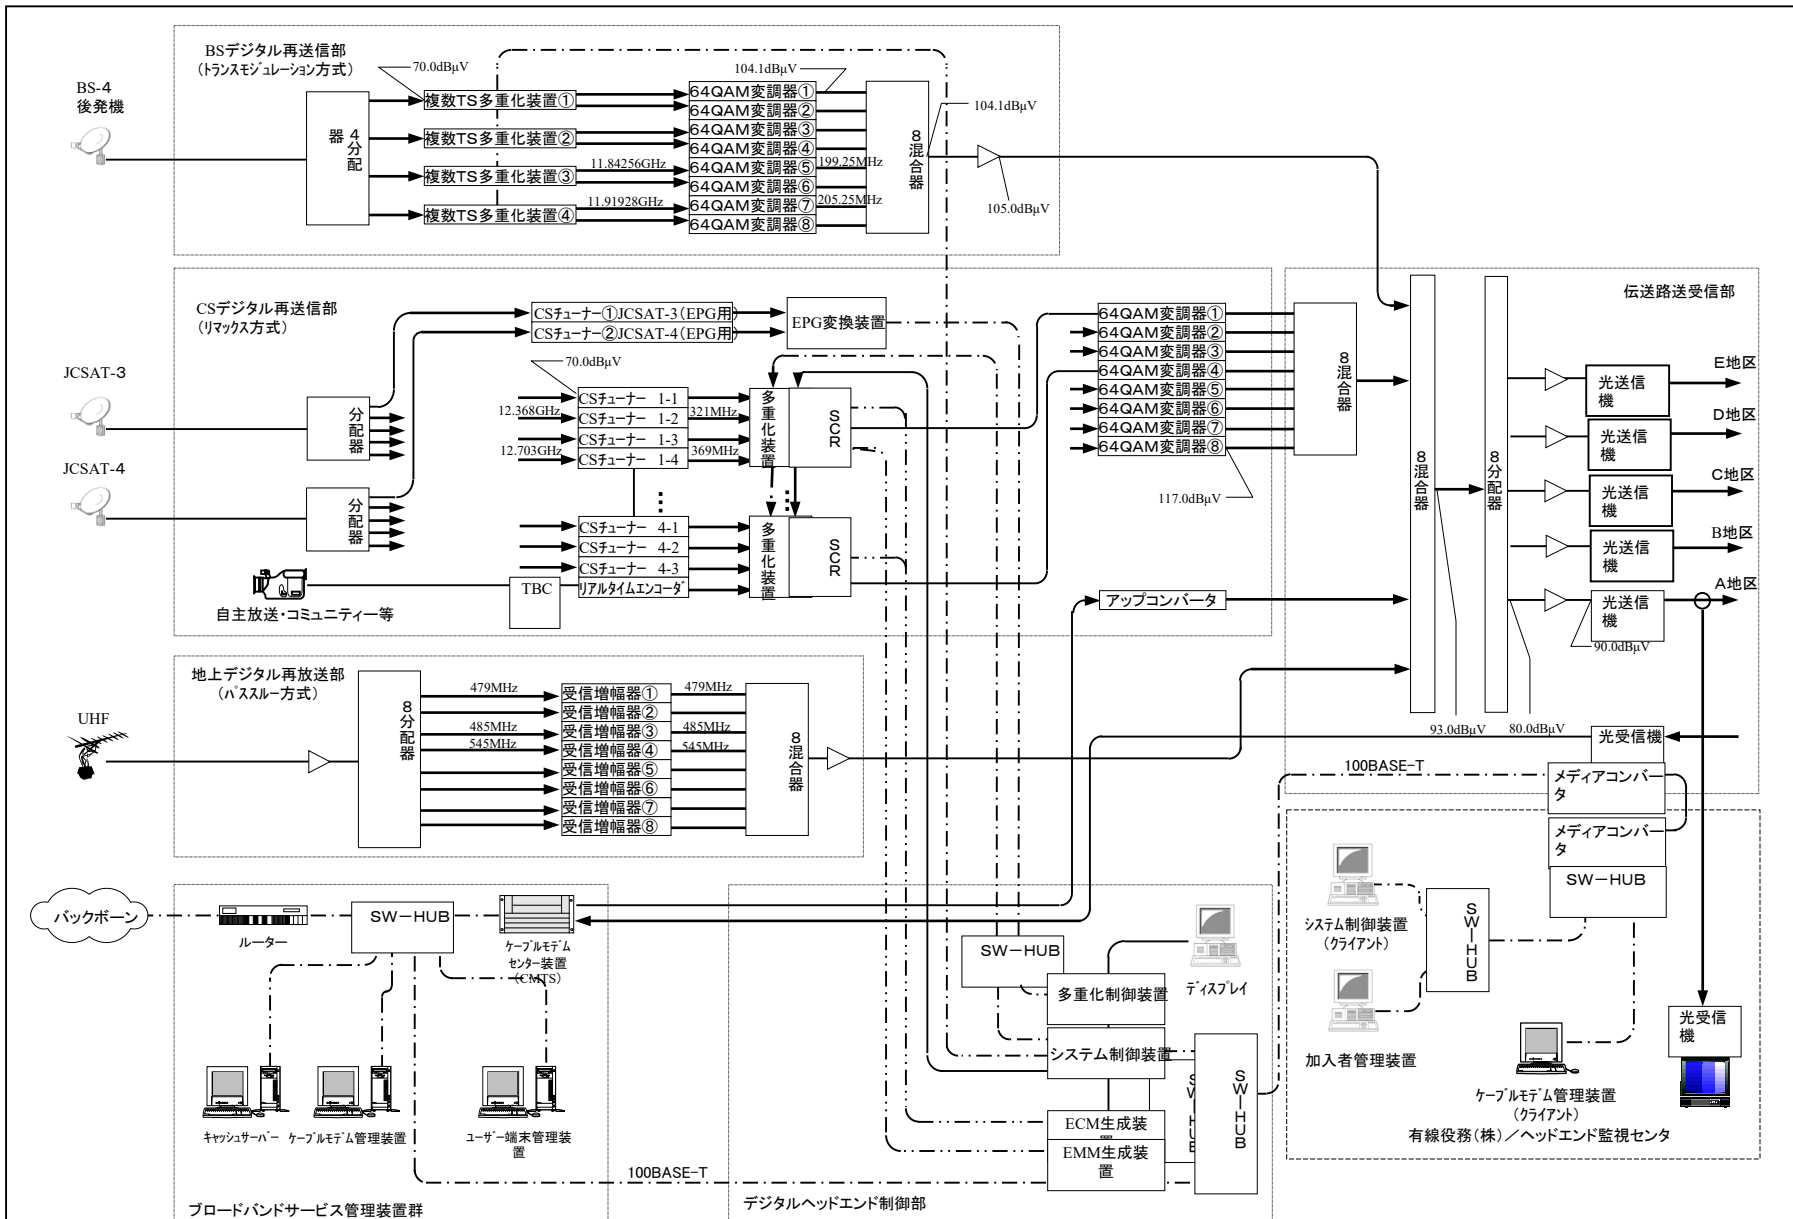 BSデジタル再送信部
(トランスモジュレーション方式)
BS-4
後発機
4分配器
70.0dBμV
複数TS多重化装置①
複数TS多重化装置②
複数TS多重化装置③
複数TS多重化装置④
11.84256GHz
11.91928GHz
104.1dBμV
64QAM変調器①
64QAM変調器②
64QAM変調器③
64QAM変調器④
64QAM変調器⑤
64QAM変調器⑥
64QAM変調器⑦
64QAM変調器⑧
199.25MHz
205.25MHz
8混合器
104.1dBμV
105.0dBμV
CSデジタル再送信部
(リマックス方式)
JCSAT-3
JCSAT-4
分配器
分配器
CSチューナー①JCSAT-3(EPG用)
CSチューナー②JCSAT-4(EPG用)
EPG変換装置
70.0dBμV
12.368GHz
12.703GHz
CSチューナー 1-1
CSチューナー 1-2
CSチューナー 1-3
CSチューナー 1-4
321MHz
369MHz
多重化装置
SCR
CSチューナー 4-1
CSチューナー 4-2
CSチューナー 4-3
リアルタイムエンコーダ
多重化装置
SCR
TBC
自主放送・コミュニティー等
64QAM変調器①
64QAM変調器②
64QAM変調器③
64QAM変調器④
64QAM変調器⑤
64QAM変調器⑥
64QAM変調器⑦
64QAM変調器⑧
117.0dBμV
8混合器
アップコンバータ
伝送路送受信部
8混合器
8分配器
光送信機
光送信機
光送信機
光送信機
光送信機
E地区
D地区
C地区
B地区
A地区
90.0dBμV
93.0dBμV
80.0dBμV
光受信機
100BASE-T
メディアコンバータ
地上デジタル再放送部
(パススルー方式)
UHF
8分配器
479MHz
485MHz
545MHz
受信増幅器①
受信増幅器②
受信増幅器③
受信増幅器④
受信増幅器⑤
受信増幅器⑥
受信増幅器⑦
受信増幅器⑧
479MHz
485MHz
545MHz
8混合器
バックボーン
ルーター
SW-HUB
ケーブルモデム
センター装置
(CMTS)
キャッシュサーバー
ケーブルモデム管理装置
ユーザー端末管理装
置
100BASE-T
ブロードバンドサービス管理装置群
SW-HUB
多重化制御装置
ディスプレイ
システム制御装置
ECM生成装
EMM生成装
置
SW-HUB
SW-HUB
デジタルヘッドエンド制御部
メディアコンバータ
SW-HUB
システム制御装置
(クライアント)
SW-HUB
加入者管理装置
光受信機
ケーブルモデム管理装置
(クライアント)
有線役務(株)/ヘッドエンド監視センタ